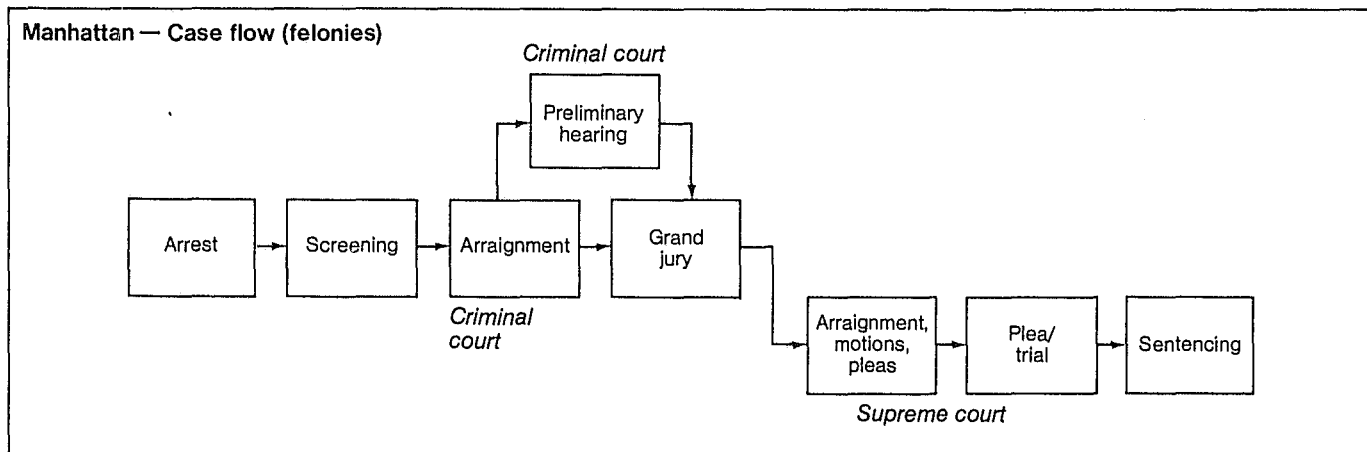 Manhattan — Case flow (felonies)
Criminal court
Preliminary
hearing
Arrest
Screening
Arraignment
Grand
jury
Criminal
court
Arraignment,
motions,
pleas
Plea/
trial
Sentencing
Supreme court